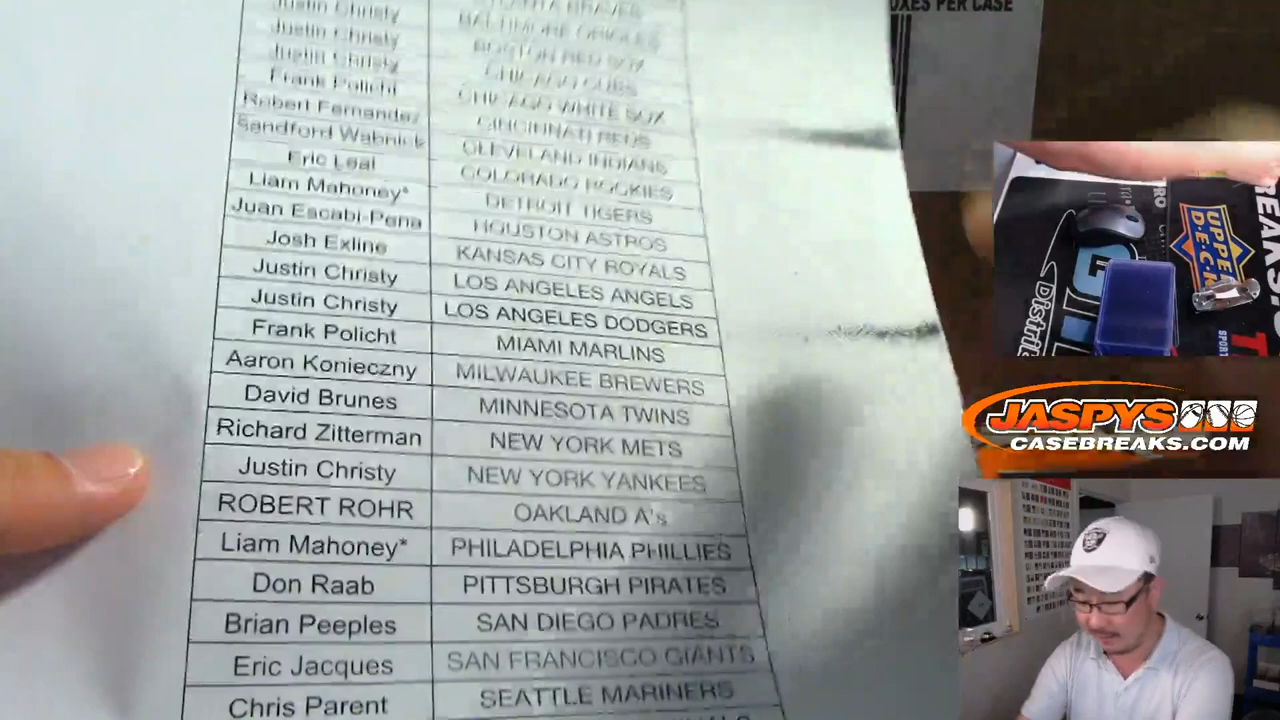 Justin Christy ATLANTA BRAVES
Justin Christy BALTIMORE ORIOLES
Justin Christy BOSTON RED SOX
Frank Policht CHICAGO CUBS
Robert Fernandez CHICAGO WHITE SOX
Sandford Wabnick CINCINNATI REDS
Eric Leal CLEVELAND INDIANS
Liam Mahoney* COLORADO ROCKIES
Juan Escabi-Pena DETROIT TIGERS
Josh Exline HOUSTON ASTROS
Justin Christy KANSAS CITY ROYALS
Justin Christy LOS ANGELES ANGELS
Frank Policht LOS ANGELES DODGERS
Aaron Konieczny MIAMI MARLINS
David Brunes MILWAUKEE BREWERS
Richard Zitterman MINNESOTA TWINS
Justin Christy NEW YORK METS
ROBERT ROHR NEW YORK YANKEES
Liam Mahoney* OAKLAND A's
Don Raab PHILADELPHIA PHILLIES
Brian Peeples PITTSBURGH PIRATES
Eric Jacques SAN DIEGO PADRES
Chris Parent SAN FRANCISCO GIANTS
SEATTLE MARINERS
PER CASE
UPPER
DECK
JASPYS
CASEBREAKS.COM